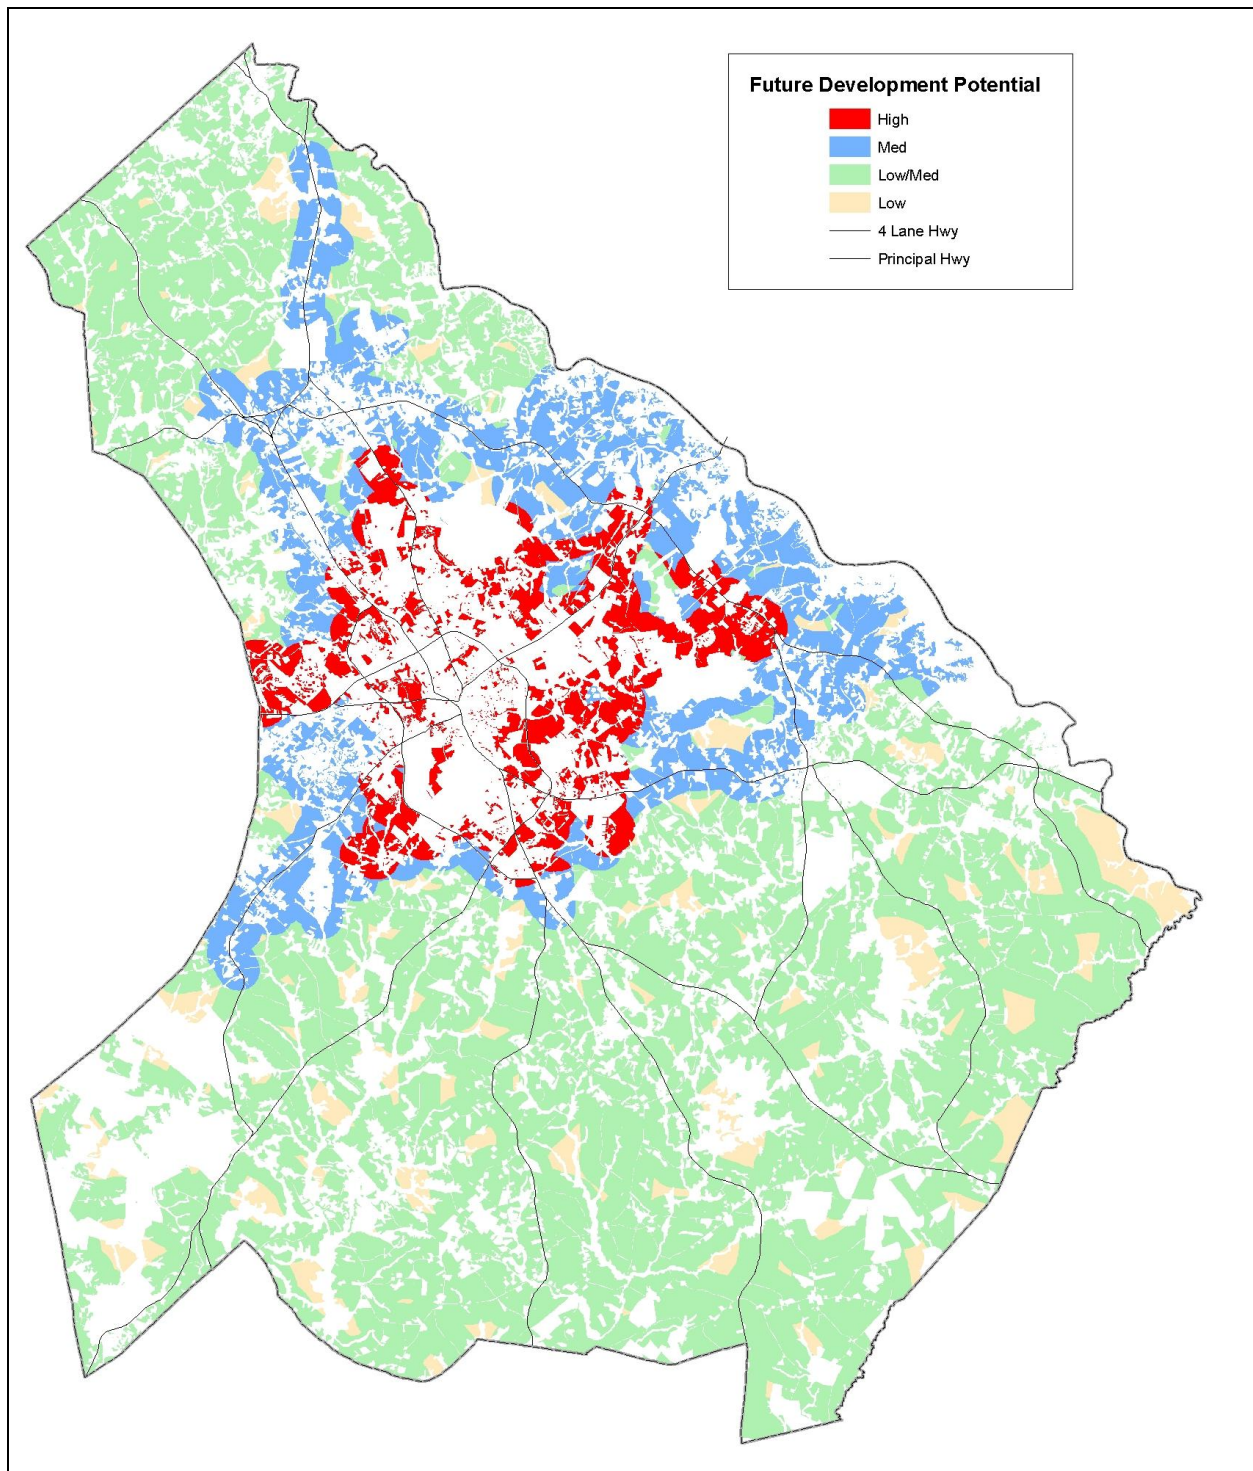 Future Development Potential
High
Med
Low/Med
Low
4 Lane Hwy
Principal Hwy